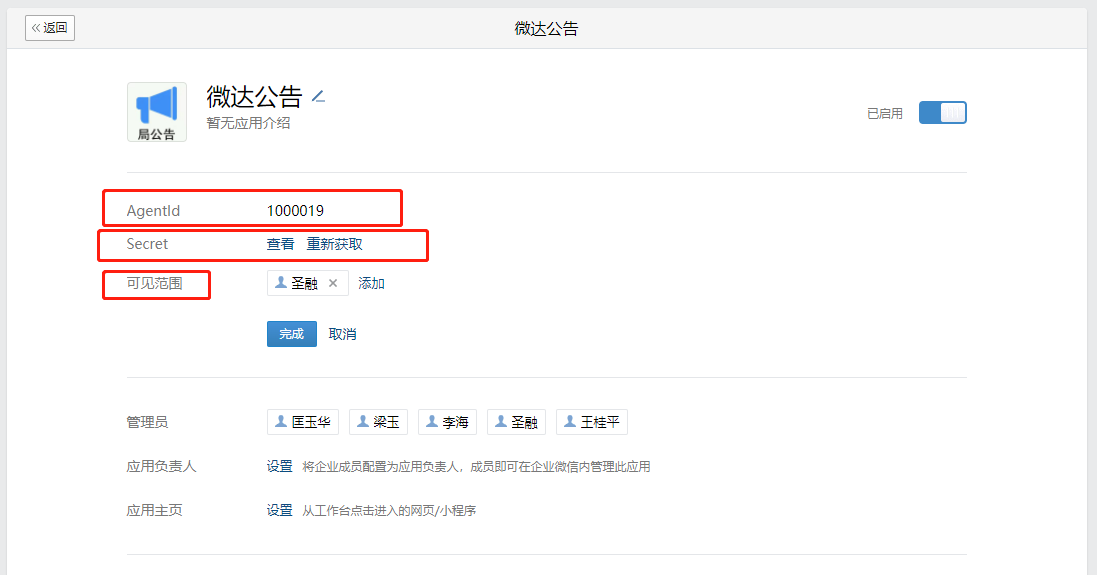 返回
微达公告
微达公告
暂无应用介绍
局公告
已启用
AgentId 1000019
Secret 查看 重新获取
可见范围 圣融 × 添加
完成 取消
管理员 匡玉华 梁玉 李海 圣融 王桂平
应用负责人 设置 将企业成员配置为应用负责人，成员即可在企业微信内管理此应用
应用主页 设置 从工作台点击进入的网页/小程序